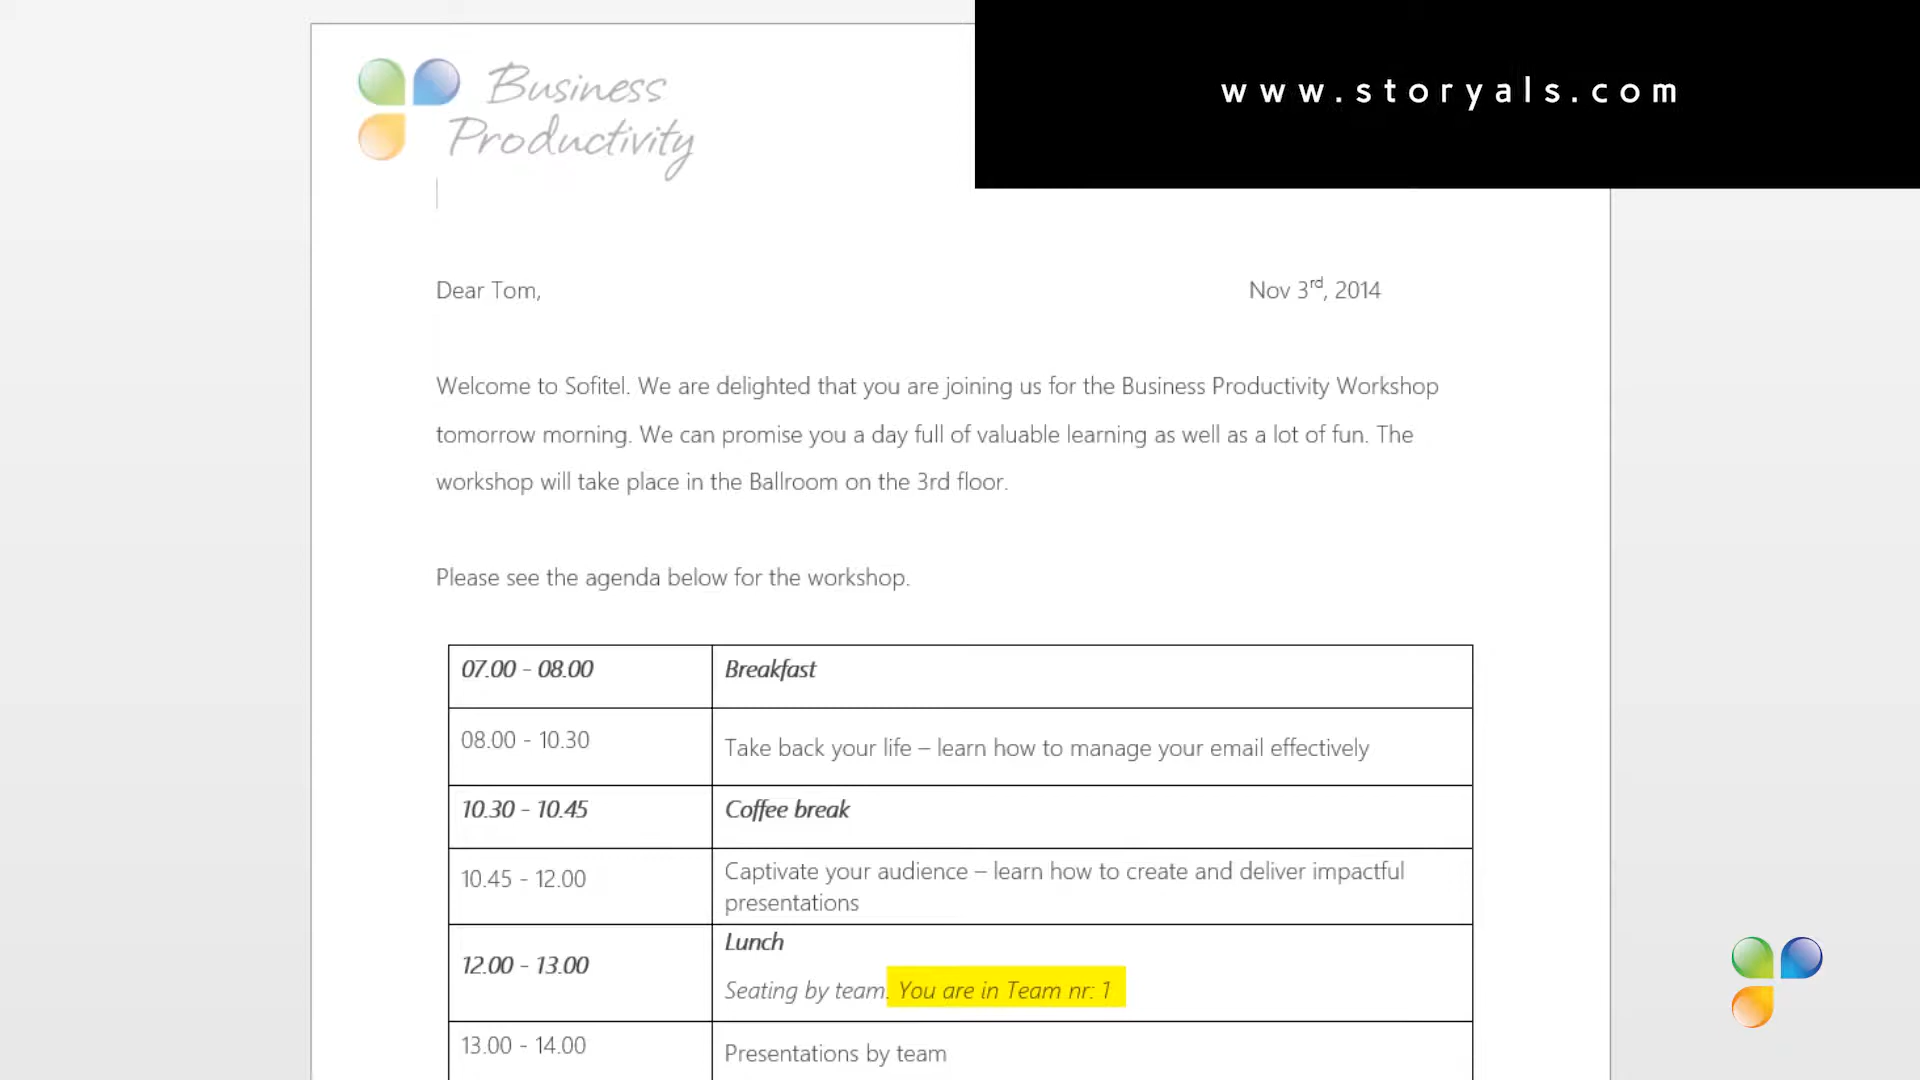 Business
Productivity
www.storyals.com
Dear Tom,
Nov 3rd, 2014
Welcome to Sofitel. We are delighted that you are joining us for the Business Productivity Workshop
tomorrow morning. We can promise you a day full of valuable learning as well as a lot of fun. The
workshop will take place in the Ballroom on the 3rd floor.
Please see the agenda below for the workshop.
07.00 - 08.00
Breakfast
08.00 - 10.30
Take back your life – learn how to manage your email effectively
10.30 - 10.45
Coffee break
10.45 - 12.00
Captivate your audience – learn how to create and deliver impactful
presentations
12.00 - 13.00
Lunch
Seating by team. You are in Team nr: 1
13.00 - 14.00
Presentations by team